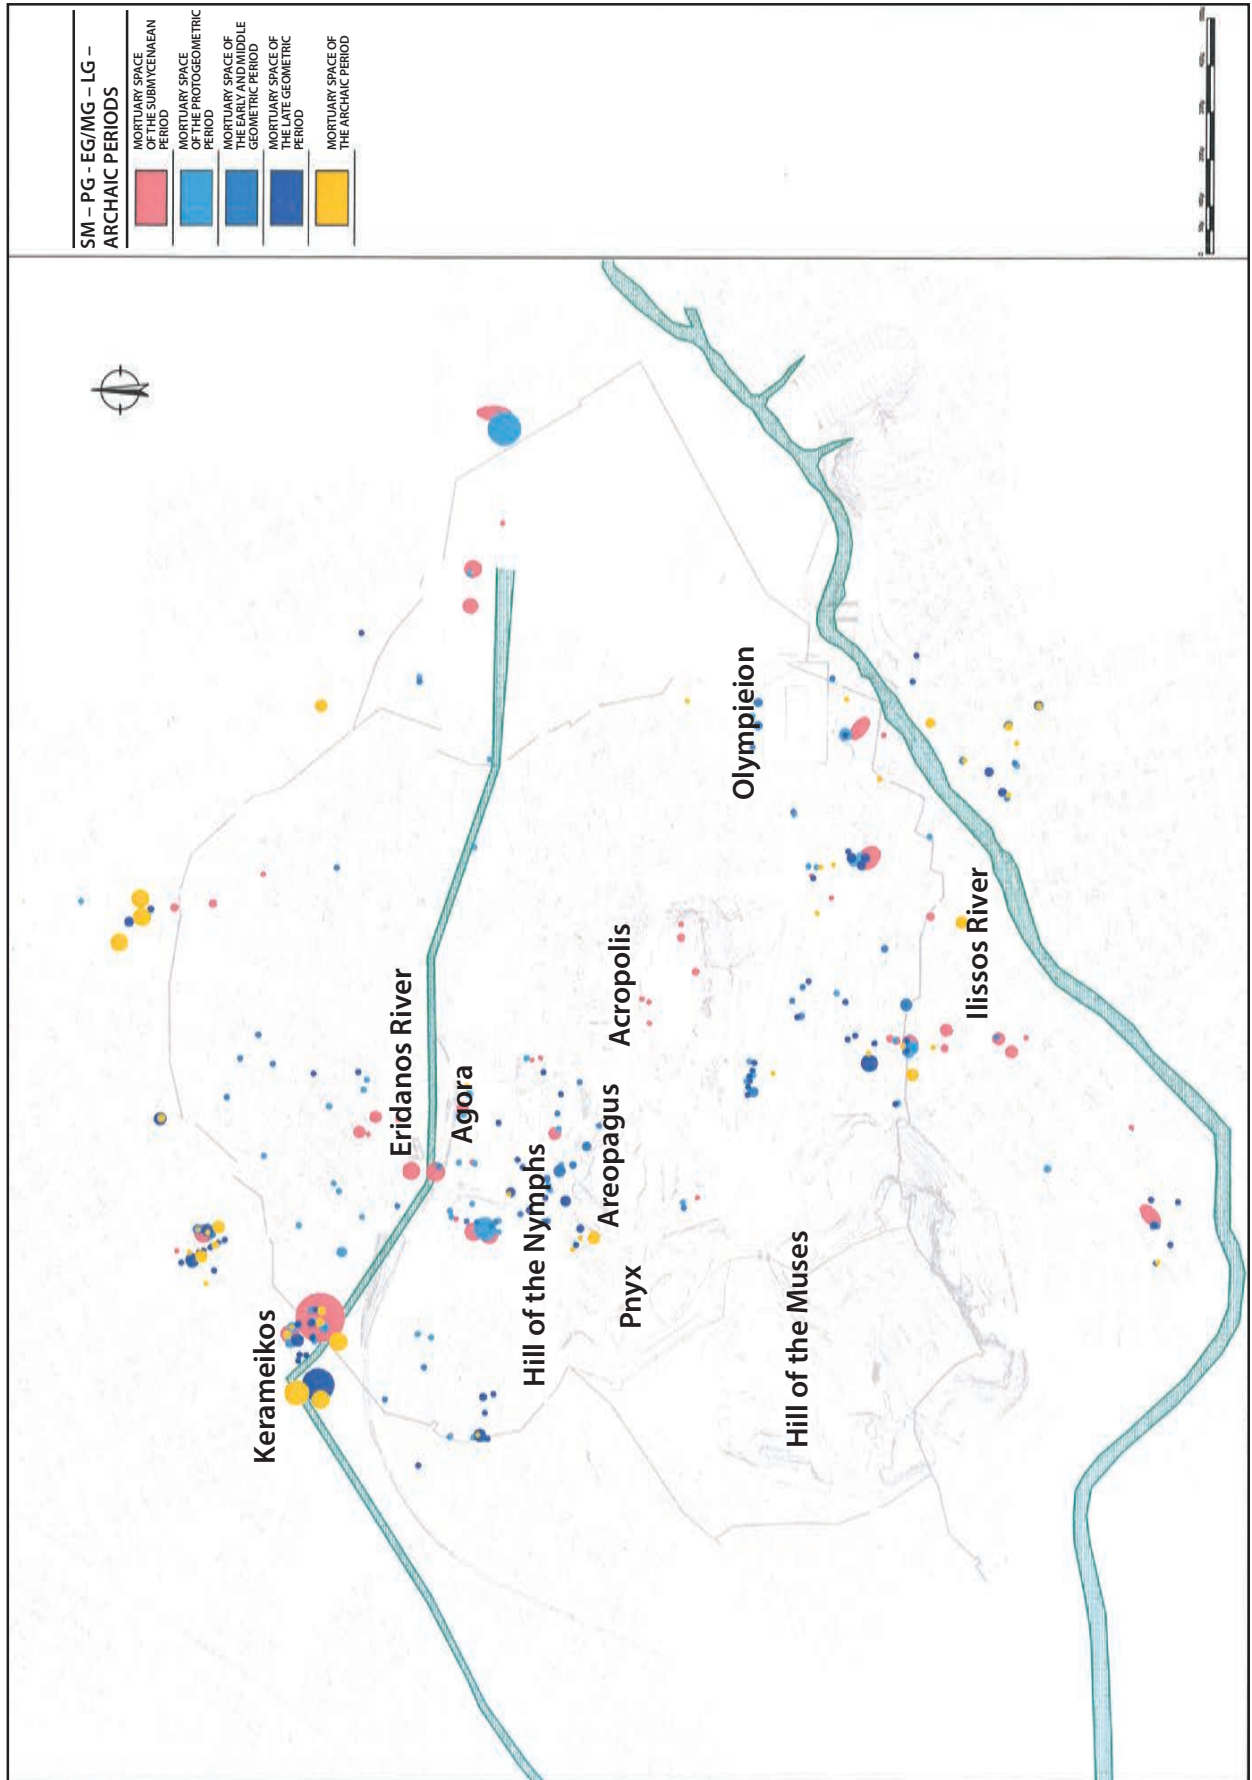 SM – PG - EG/MG – LG –
ARCHAIC PERIODS
MORTUARY SPACE
OF THE SUBMYCENAEAN
PERIOD
MORTUARY SPACE
OF THE PROTOGEOMETRIC
PERIOD
MORTUARY SPACE OF
THE EARLY AND MIDDLE
GEOMETRIC PERIOD
MORTUARY SPACE OF
THE LATE GEOMETRIC
PERIOD
MORTUARY SPACE OF
THE ARCHAIC PERIOD
Kerameikos
Eridanos River
Agora
Hill of the Nymphs
Areopagus
Acropolis
Pnyx
Olympieion
Hill of the Muses
Ilissos River